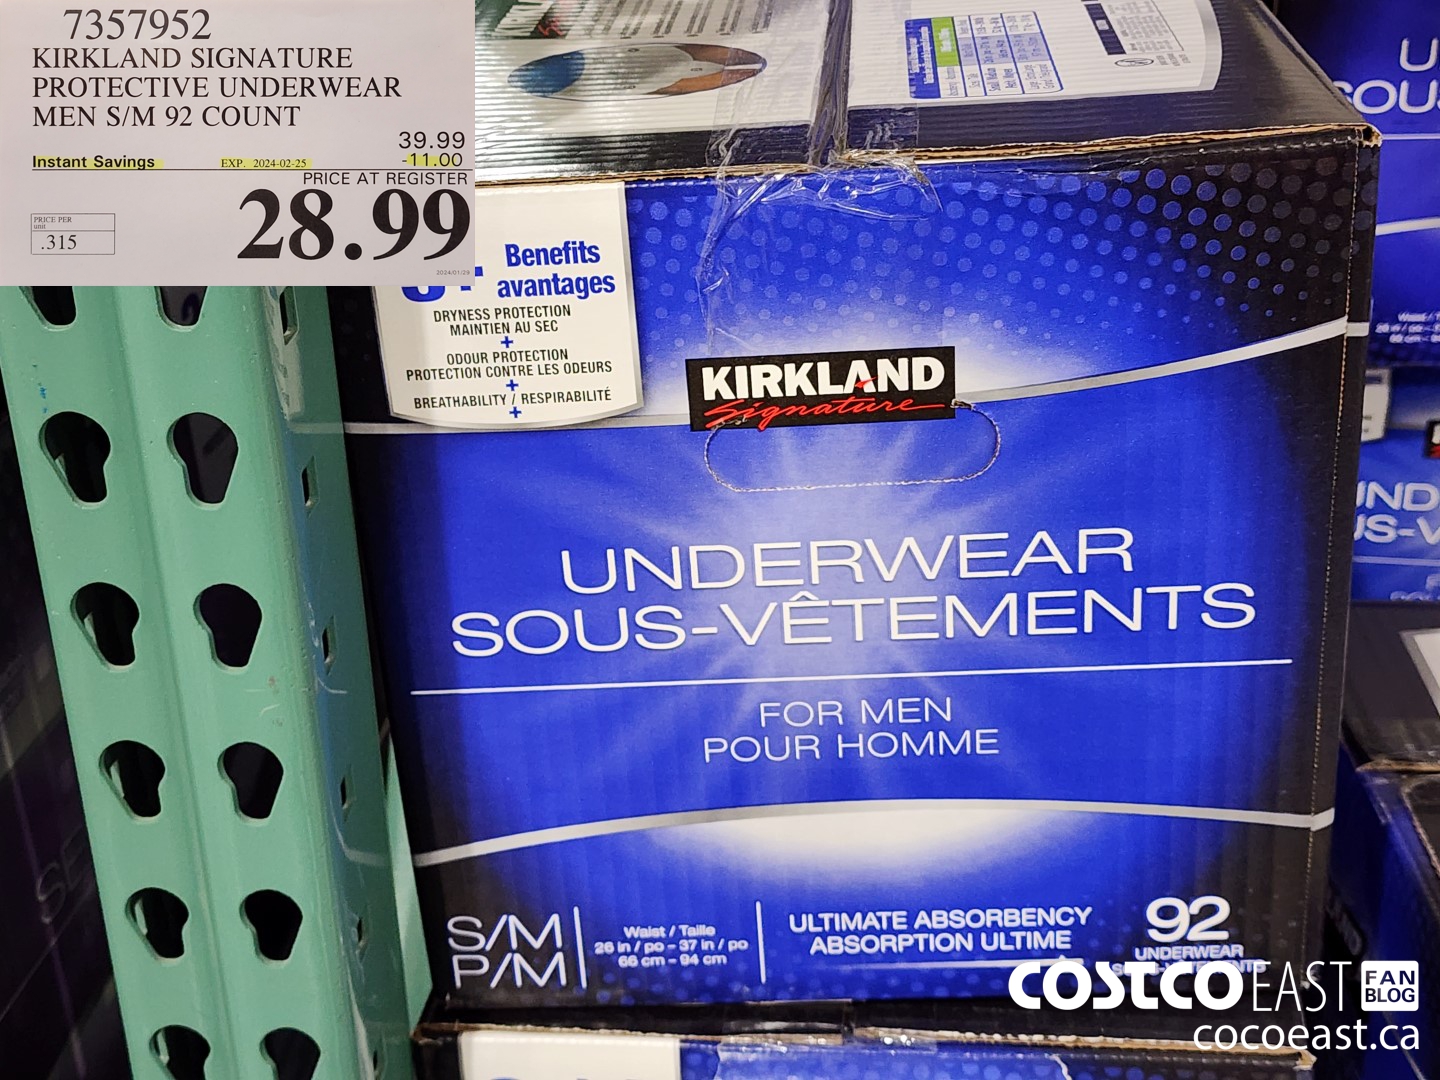 7357952
KIRKLAND SIGNATURE
PROTECTIVE UNDERWEAR
MEN S/M 92 COUNT
39.99
Instant Savings EXP. 2024-02-25 -11.00
PRICE AT REGISTER
28.99
PRICE PER
unit
.315
2024/01/29
Benefits
avantages
DRYNESS PROTECTION
MAINTIEN AU SEC
+
ODOUR PROTECTION
PROTECTION CONTRE LES ODEURS
+
BREATHABILITY / RESPIRABILITÉ
+
KIRKLAND
Signature
UNDERWEAR
SOUS-VÊTEMENTS
FOR MEN
POUR HOMME
S/M
P/M
Waist / Taille
26 in / po - 37 in / po
66 cm - 94 cm
ULTIMATE ABSORBENCY
ABSORPTION ULTIME
92
UNDERWEAR
COSTCO EAST FAN BLOG
cocoeast.ca